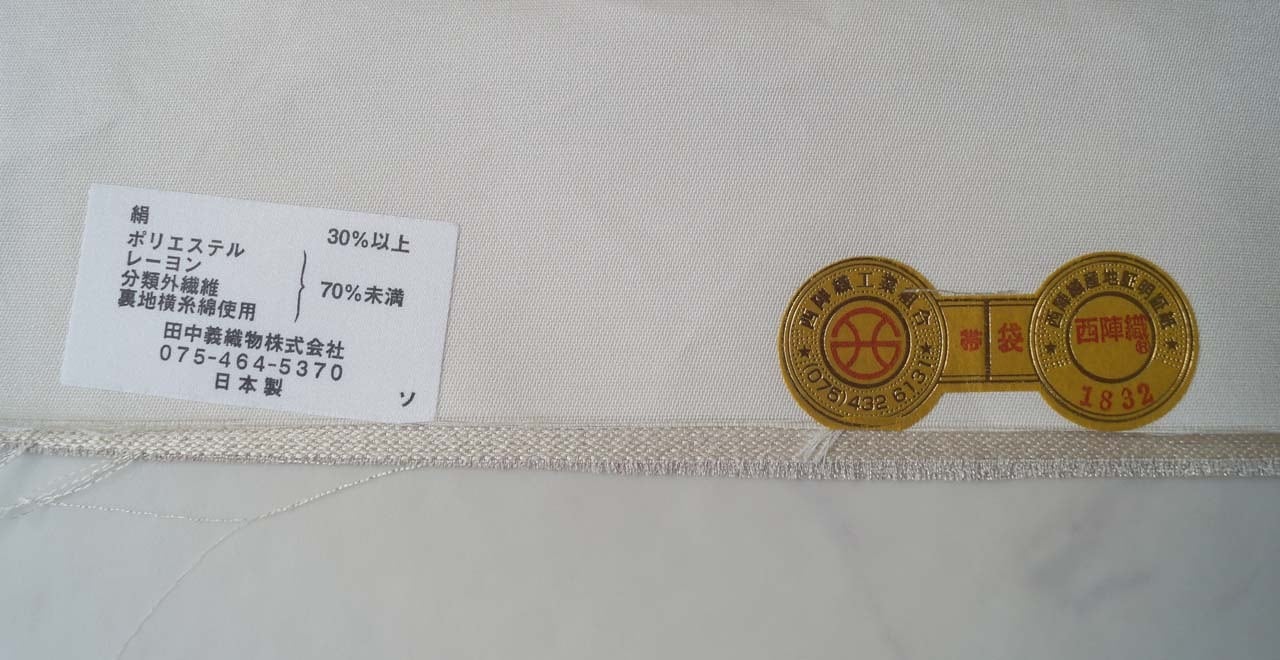 絹
30%以上
ポリエステル
レーヨン
分類外繊維
裏地横糸綿使用
70%未満
田中義織物株式会社
075-464-5370
日本製
ソ
西陣織工業組合
(075)432 6131
帯
袋
西陣織産地証明証紙
西陣織®
1832